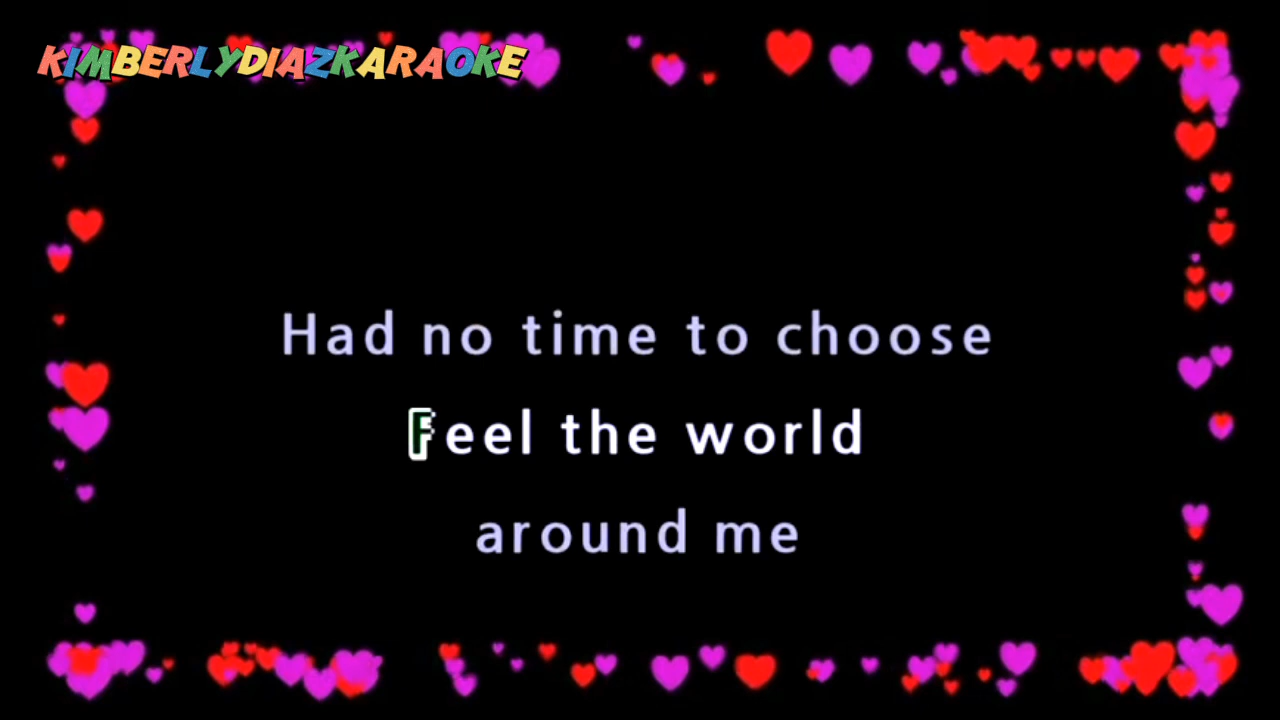 KIMBERLYDIAZKARAOKE
Had no time to choose
Feel the world
around me